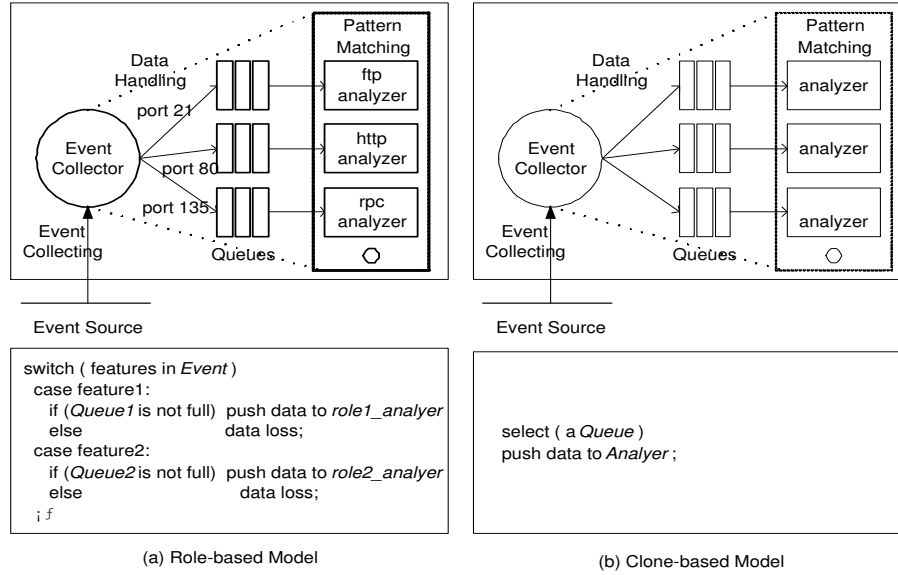 Pattern
Matching
Data
Handling
ftp
analyzer
port 21
Event
Collector
http
analyzer
port 80
port 135
rpc
analyzer
Event
Collecting
Queues
Event Source
switch ( features in Event )
case feature1:
if (Queue1 is not full) push data to role1_analyer
else data loss;
case feature2:
if (Queue2 is not full) push data to role2_analyer
else data loss;
¡ƒ
(a) Role-based Model
Pattern
Matching
Data
Handling
analyzer
Event
Collector
analyzer
analyzer
Event
Collecting
Queues
Event Source
select ( a Queue )
push data to Analyer ;
(b) Clone-based Model